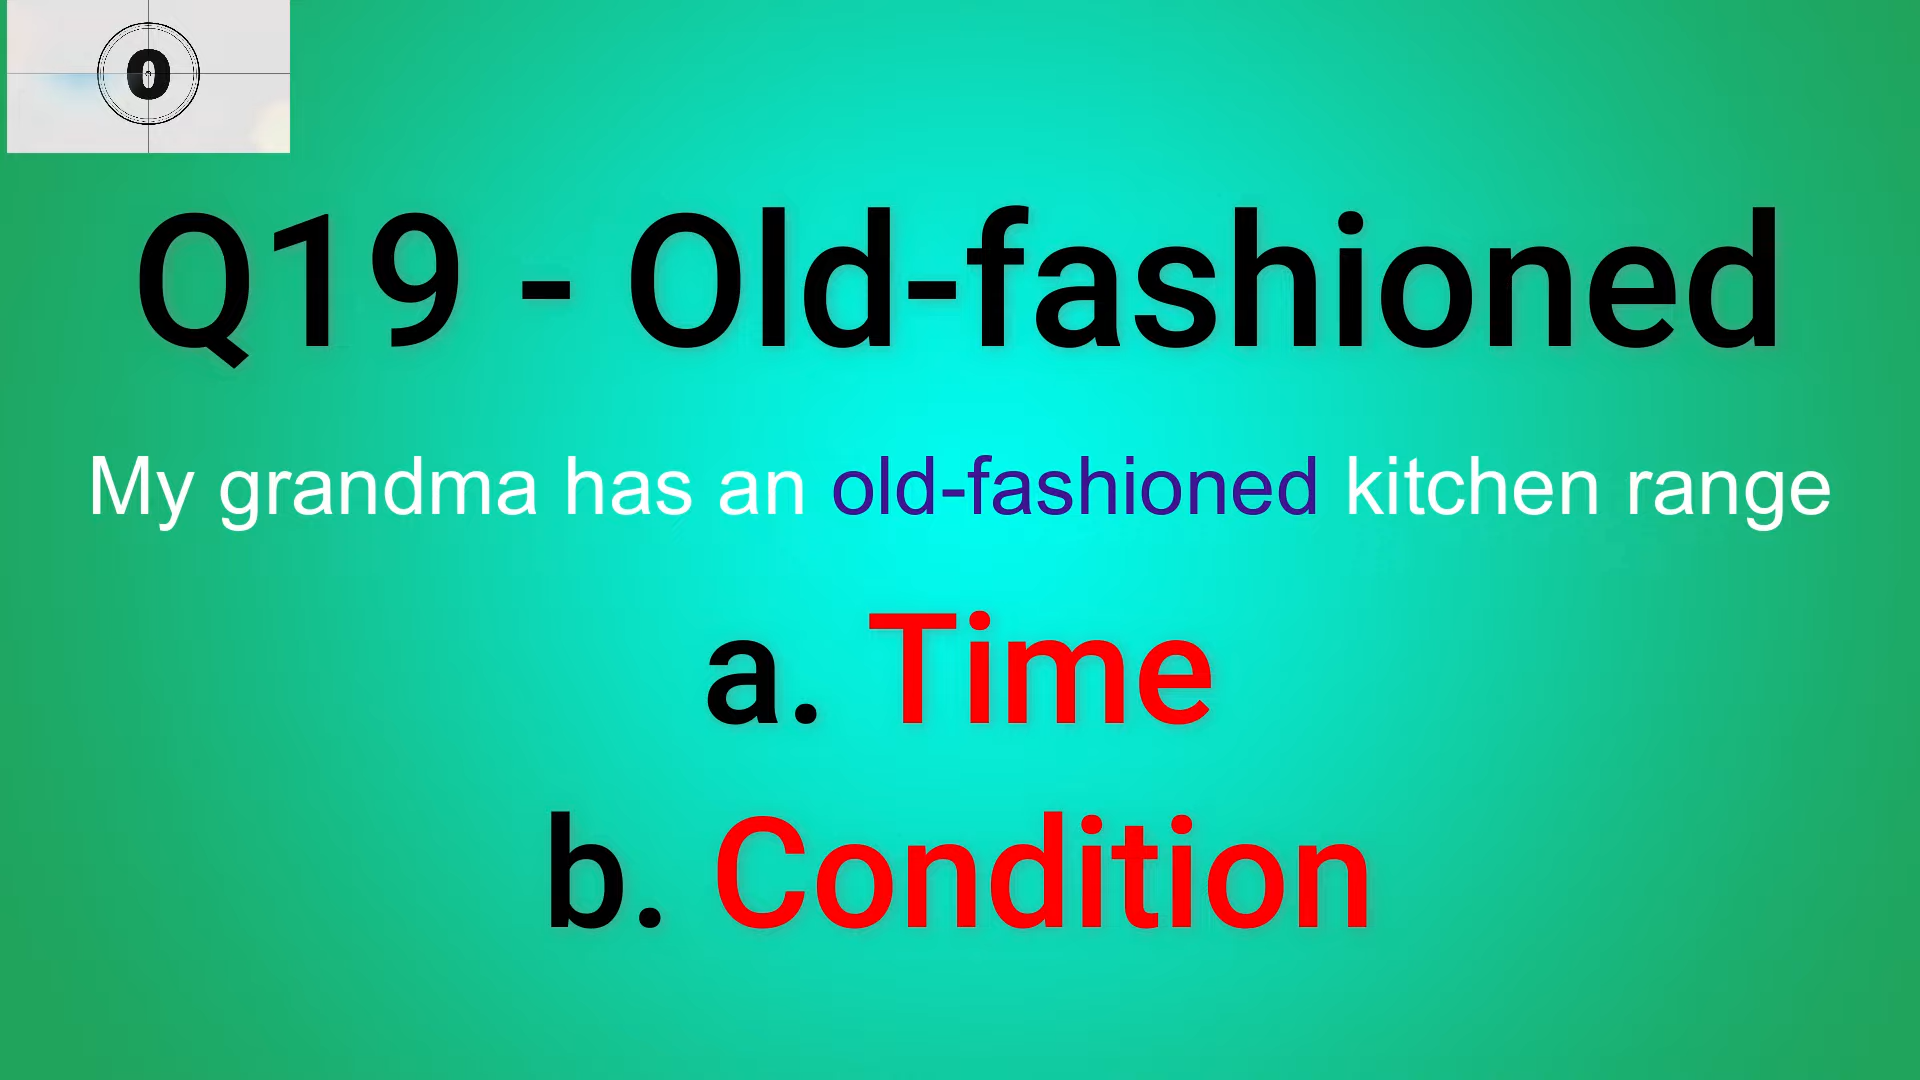 0
Q19 - Old-fashioned
My grandma has an old-fashioned kitchen range
a. Time
b. Condition